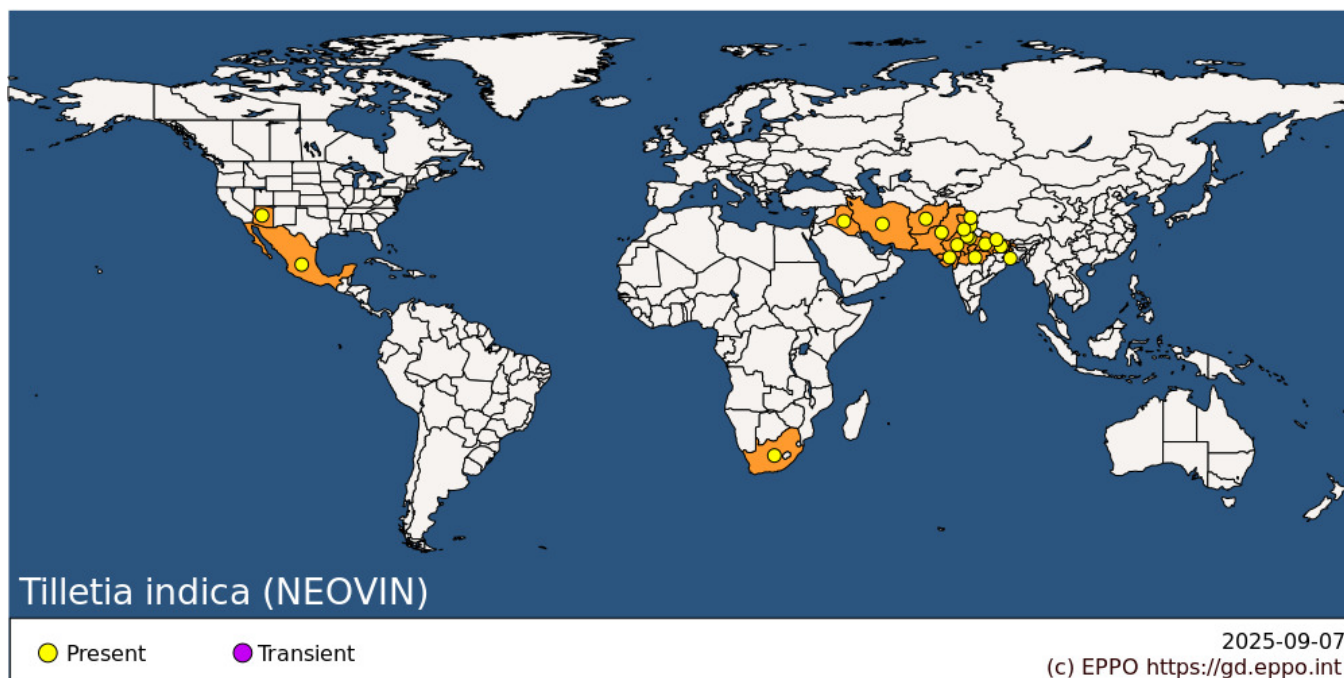 Tilletia indica (NEOVIN)
Present
Transient
2025-09-07
(c) EPPO https://gd.eppo.int